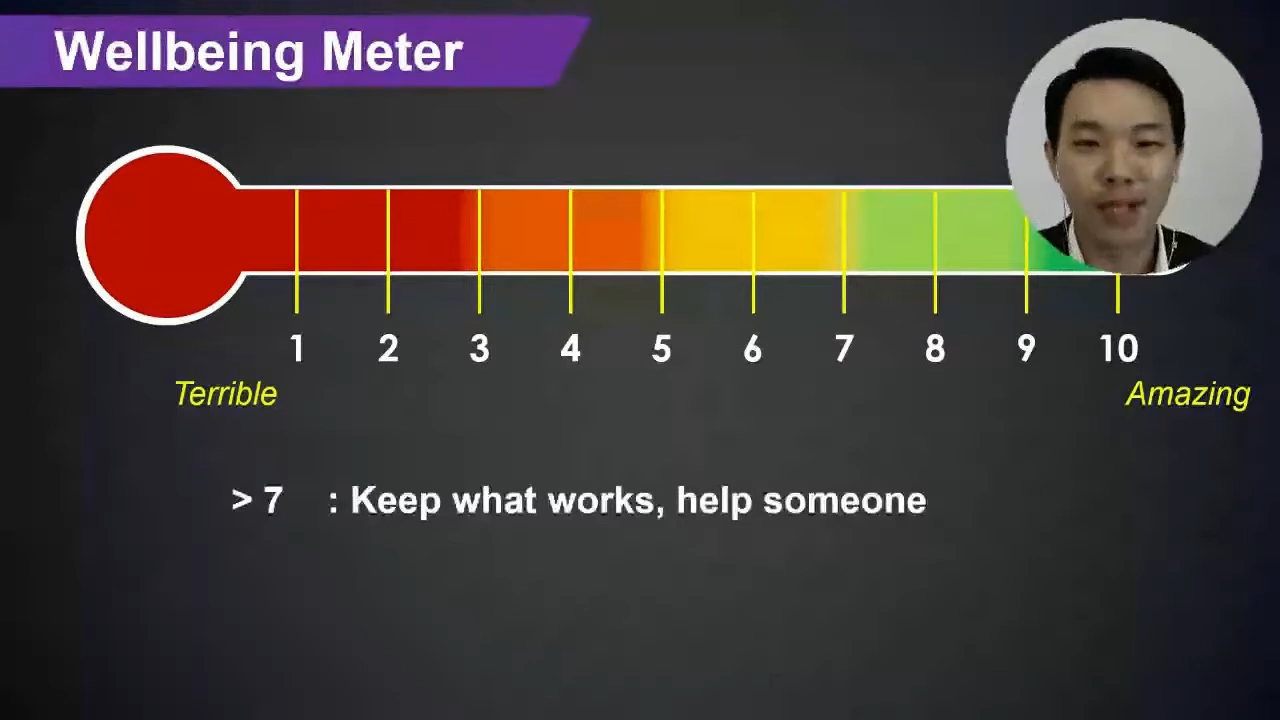 Wellbeing Meter
1 2 3 4 5 6 7 8 9 10
Terrible Amazing
> 7 : Keep what works, help someone